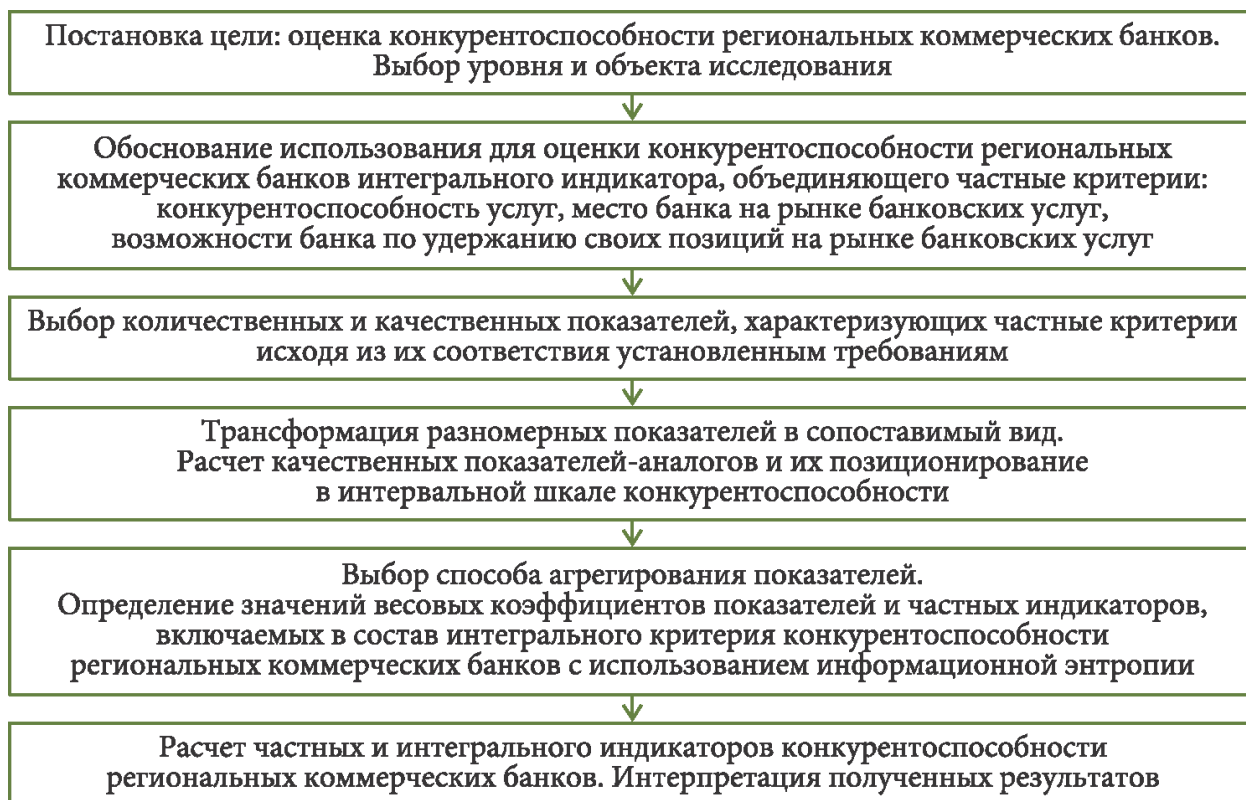 Постановка цели: оценка конкурентоспособности региональных коммерческих банков.
Выбор уровня и объекта исследования
Обоснование использования для оценки конкурентоспособности региональных
коммерческих банков интегрального индикатора, объединяющего частные критерии:
конкурентоспособность услуг, место банка на рынке банковских услуг,
возможности банка по удержанию своих позиций на рынке банковских услуг
Выбор количественных и качественных показателей, характеризующих частные критерии
исходя из их соответствия установленным требованиям
Трансформация разномерных показателей в сопоставимый вид.
Расчет качественных показателей-аналогов и их позиционирование
в интервальной шкале конкурентоспособности
Выбор способа агрегирования показателей.
Определение значений весовых коэффициентов показателей и частных индикаторов,
включаемых в состав интегрального критерия конкурентоспособности
региональных коммерческих банков с использованием информационной энтропии
Расчет частных и интегрального индикаторов конкурентоспособности
региональных коммерческих банков. Интерпретация полученных результатов